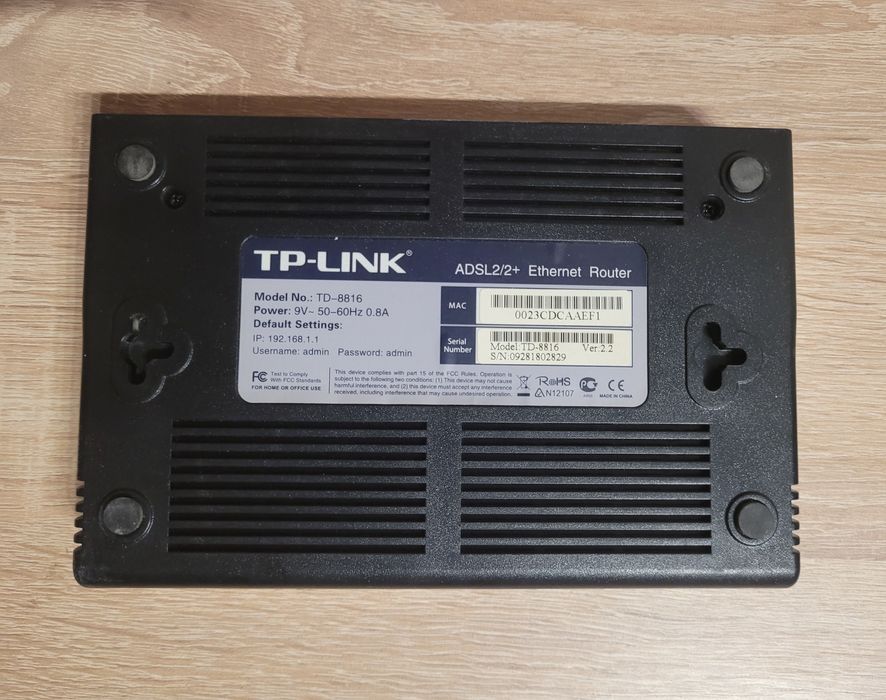 TP-LINK®
ADSL2/2+ Ethernet Router
Model No.: TD-8816
Power: 9V~ 50-60Hz 0.8A
Default Settings:
IP: 192.168.1.1
Username: admin Password: admin
MAC
0023CDCAAEF1
Serial Number
Model:TD-8816 Ver:2.2
S/N:09281802829
FC Test to Comply
With FCC Standards
FOR HOME OR OFFICE USE
This device complies with part 15 of the FCC Rules. Operation is
subject to the following two conditions: (1) This device may not cause
harmful interference, and (2) this device must accept any interference
received, including interference that may cause undesired operation.
RoHS
N12107
CE
MADE IN CHINA